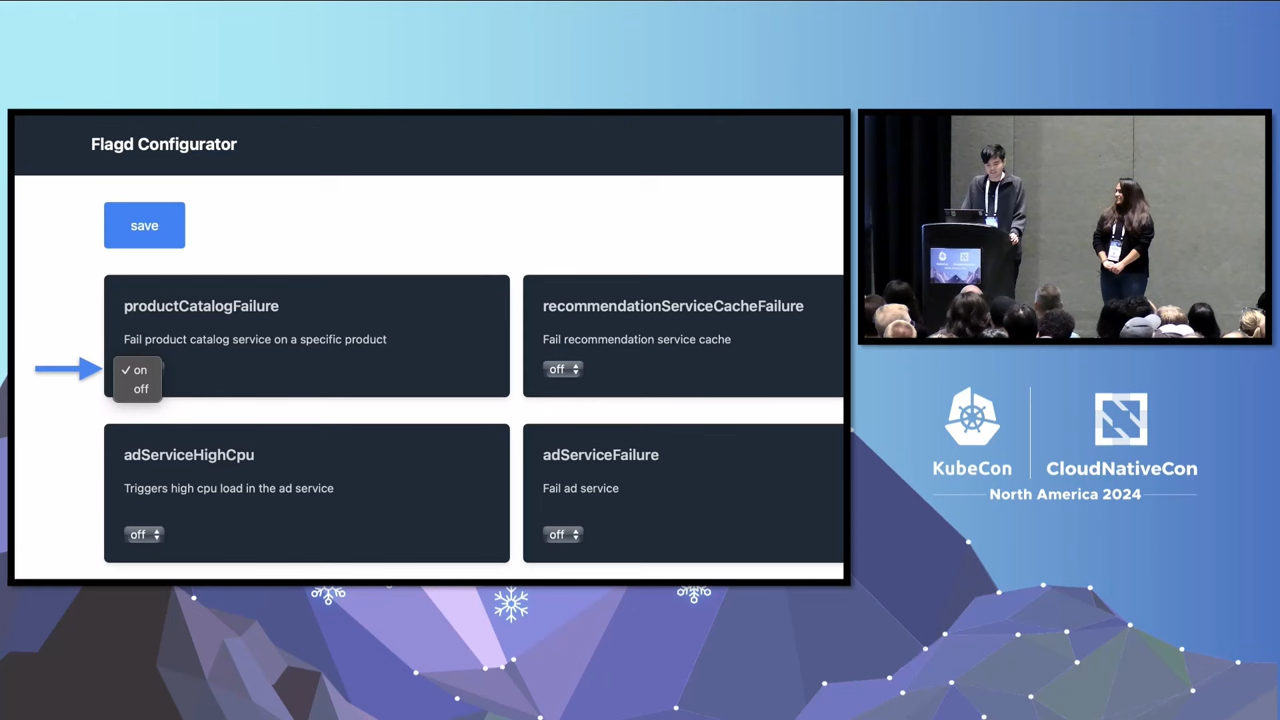 Flagd Configurator
save
productCatalogFailure
Fail product catalog service on a specific product
✓ on
off
recommendationServiceCacheFailure
Fail recommendation service cache
off
adServiceHighCpu
Triggers high cpu load in the ad service
off
adServiceFailure
Fail ad service
off
KubeCon
CloudNativeCon
North America 2024